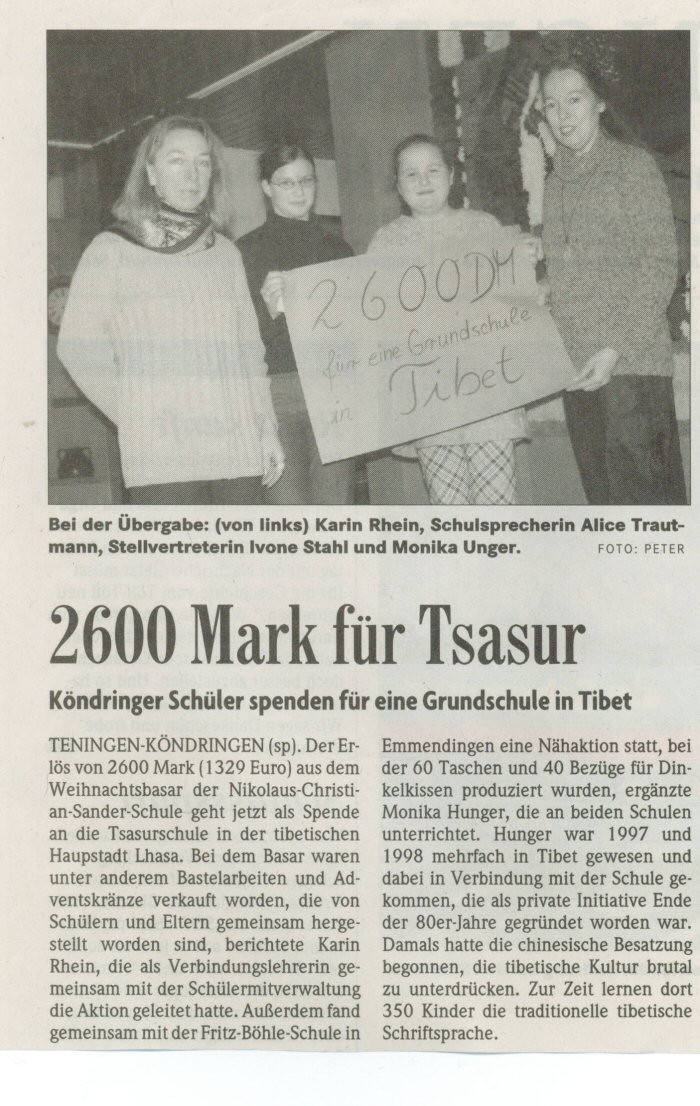 2600DM
für eine Grundschule
in Tibet
Bei der Übergabe: (von links) Karin Rhein, Schulsprecherin Alice Traut-
mann, Stellvertreterin Ivone Stahl und Monika Unger.
FOTO: PETER
2600 Mark für Tsasur
Köndringer Schüler spenden für eine Grundschule in Tibet
TENINGEN-KÖNDRINGEN (sp). Der Er-
lös von 2600 Mark (1329 Euro) aus dem
Weihnachtsbasar der Nikolaus-Christi-
an-Sander-Schule geht jetzt als Spende
an die Tsasurschule in der tibetischen
Haupstadt Lhasa. Bei dem Basar waren
unter anderem Bastelarbeiten und Ad-
ventskränze verkauft worden, die von
Schülern und Eltern gemeinsam herge-
stellt worden sind, berichtete Karin
Rhein, die als Verbindungslehrerin ge-
meinsam mit der Schülermitverwaltung
die Aktion geleitet hatte. Außerdem fand
gemeinsam mit der Fritz-Böhle-Schule in
Emmendingen eine Nähaktion statt, bei
der 60 Taschen und 40 Bezüge für Din-
kelkissen produziert wurden, ergänzte
Monika Hunger, die an beiden Schulen
unterrichtet. Hunger war 1997 und
1998 mehrfach in Tibet gewesen und
dabei in Verbindung mit der Schule ge-
kommen, die als private Initiative Ende
der 80er-Jahre gegründet worden war.
Damals hatte die chinesische Besatzung
begonnen, die tibetische Kultur brutal
zu unterdrücken. Zur Zeit lernen dort
350 Kinder die traditionelle tibetische
Schriftsprache.